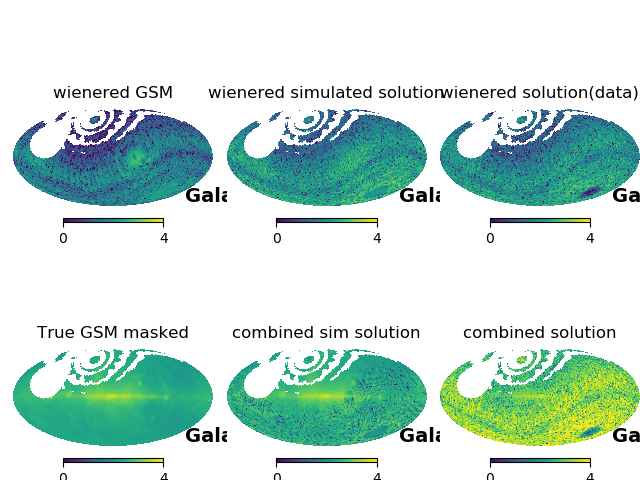 wienered GSM
wienered simulated solution
wienered solution(data)
Gala
Gala
Ga
0 4
0 4
0 4
True GSM masked
combined sim solution
combined solution
Gala
Gala
Ga
0 4
0 4
0 4